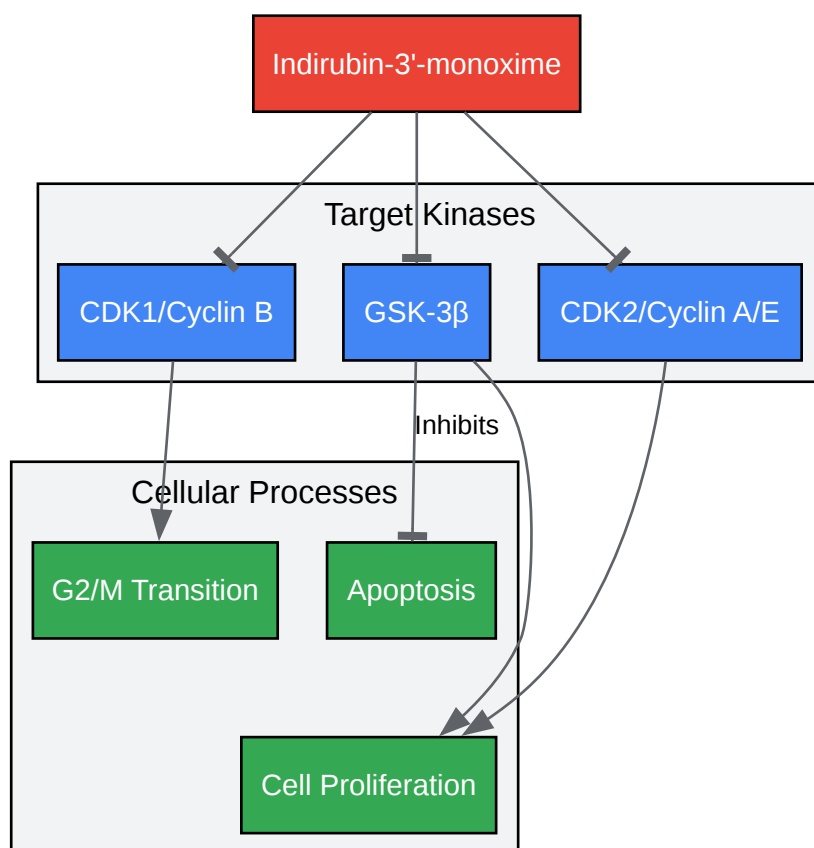 Indirubin-3'-monoxime
Target Kinases
CDK1/Cyclin B
GSK-3β
CDK2/Cyclin A/E
Inhibits
Cellular Processes
G2/M Transition
Apoptosis
Cell Proliferation